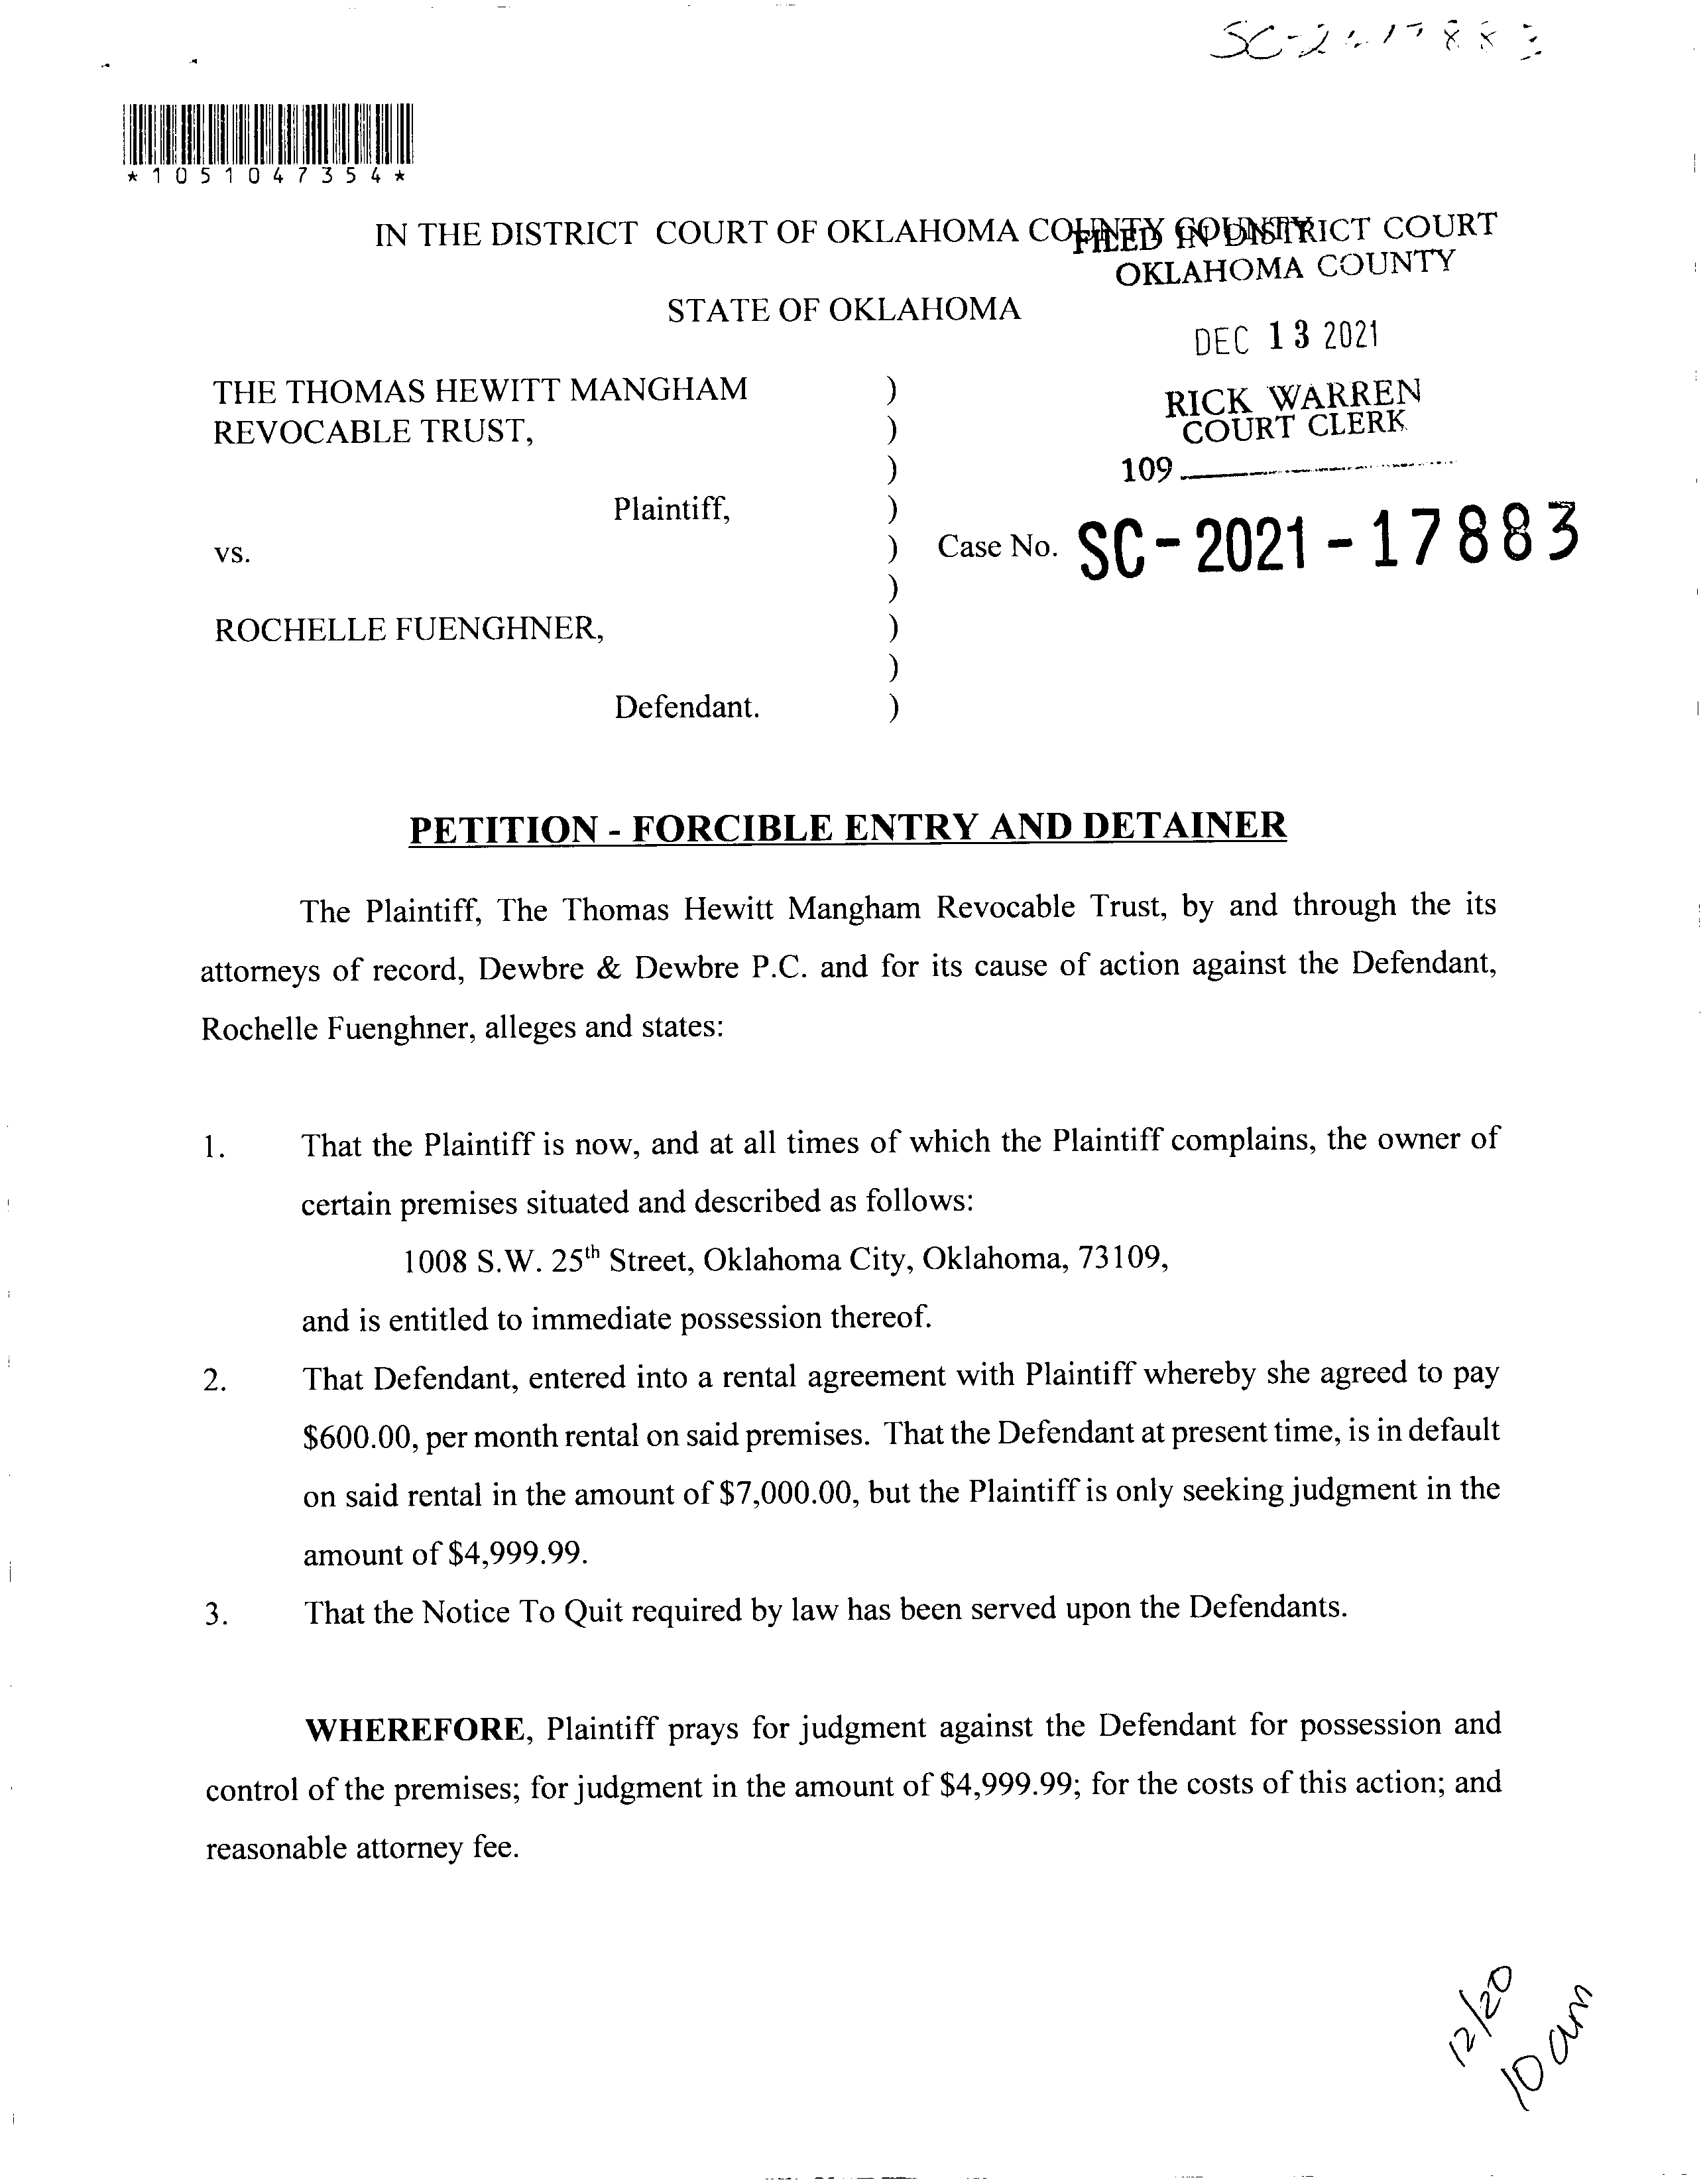 *1051047354*
IN THE DISTRICT COURT OF OKLAHOMA COUNTY COUNTY
FILED IN DISTRICT COURT
OKLAHOMA COUNTY
STATE OF OKLAHOMA
DEC 13 2021
RICK WARREN
COURT CLERK
109
THE THOMAS HEWITT MANGHAM )
REVOCABLE TRUST, )
)
Plaintiff, )
vs. ) Case No. SC-2021-17883
)
ROCHELLE FUENGHNER, )
)
Defendant. )
PETITION - FORCIBLE ENTRY AND DETAINER
The Plaintiff, The Thomas Hewitt Mangham Revocable Trust, by and through the its
attorneys of record, Dewbre & Dewbre P.C. and for its cause of action against the Defendant,
Rochelle Fuenghner, alleges and states:
1. That the Plaintiff is now, and at all times of which the Plaintiff complains, the owner of
certain premises situated and described as follows:
1008 S.W. 25th Street, Oklahoma City, Oklahoma, 73109,
and is entitled to immediate possession thereof.
2. That Defendant, entered into a rental agreement with Plaintiff whereby she agreed to pay
$600.00, per month rental on said premises. That the Defendant at present time, is in default
on said rental in the amount of $7,000.00, but the Plaintiff is only seeking judgment in the
amount of $4,999.99.
3. That the Notice To Quit required by law has been served upon the Defendants.
WHEREFORE, Plaintiff prays for judgment against the Defendant for possession and
control of the premises; for judgment in the amount of $4,999.99; for the costs of this action; and
reasonable attorney fee.
12/20
10 am